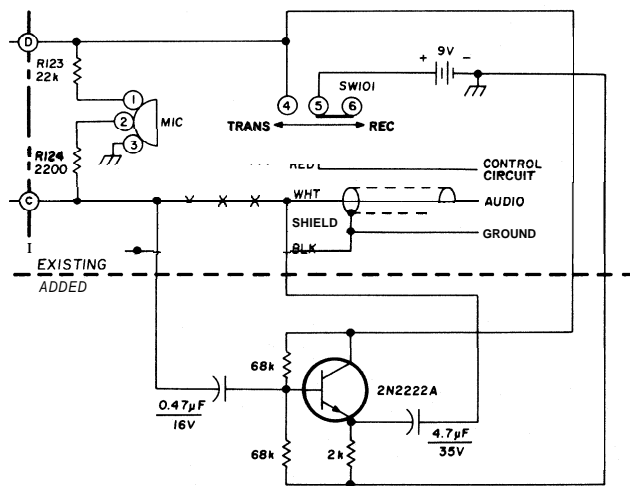 D
R123
22k
1
2
3
MIC
R124
2200
C
I
9V
+ -
SW101
4 5 6
TRANS REC
RED
CONTROL
CIRCUIT
WHT
AUDIO
SHIELD
GROUND
BLK
EXISTING
ADDED
68k
2N2222A
0.47µF
16V
4.7µF
35V
68k
2k